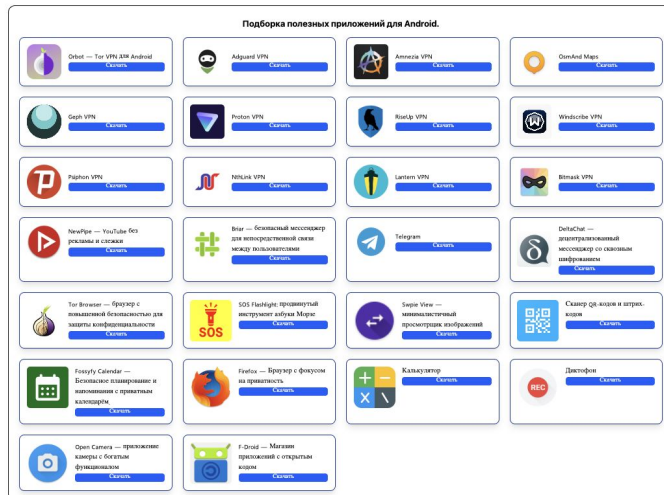 Подборка полезных приложений для Android.
Orbot — Tor VPN для Android
Скачать
Adguard VPN
Скачать
Amnezia VPN
Скачать
OsmAnd Maps
Скачать
Geph VPN
Скачать
Proton VPN
Скачать
RiseUp VPN
Скачать
Windscribe VPN
Скачать
Psiphon VPN
Скачать
NthLink VPN
Скачать
Lantern VPN
Скачать
Bitmask VPN
Скачать
NewPipe — YouTube без
рекламы и слежки
Скачать
Briar — безопасный мессенджер
для непосредственной связи
между пользователями
Скачать
Telegram
Скачать
DeltaChat —
децентрализованный
мессенджер со сквозным
шифрованием
Скачать
Tor Browser — браузер с
повышенной безопасностью для
защиты конфиденциальности
Скачать
SOS
SOS Flashlight: продвинутый
инструмент азбуки Морзе
Скачать
Swpie View —
минималистичный
просмотрщик изображений
Скачать
Сканер QR-кодов и штрих-
кодов
Скачать
Fossyfy Calendar —
Безопасное планирование и
напоминания с приватным
календарём
Скачать
Firefox — Браузер с фокусом
на приватность
Скачать
Калькулятор
Скачать
REC
Диктофон
Скачать
Open Camera — приложение
камеры с богатым
функционалом
Скачать
F-Droid — Магазин
приложений с открытым
кодом
Скачать